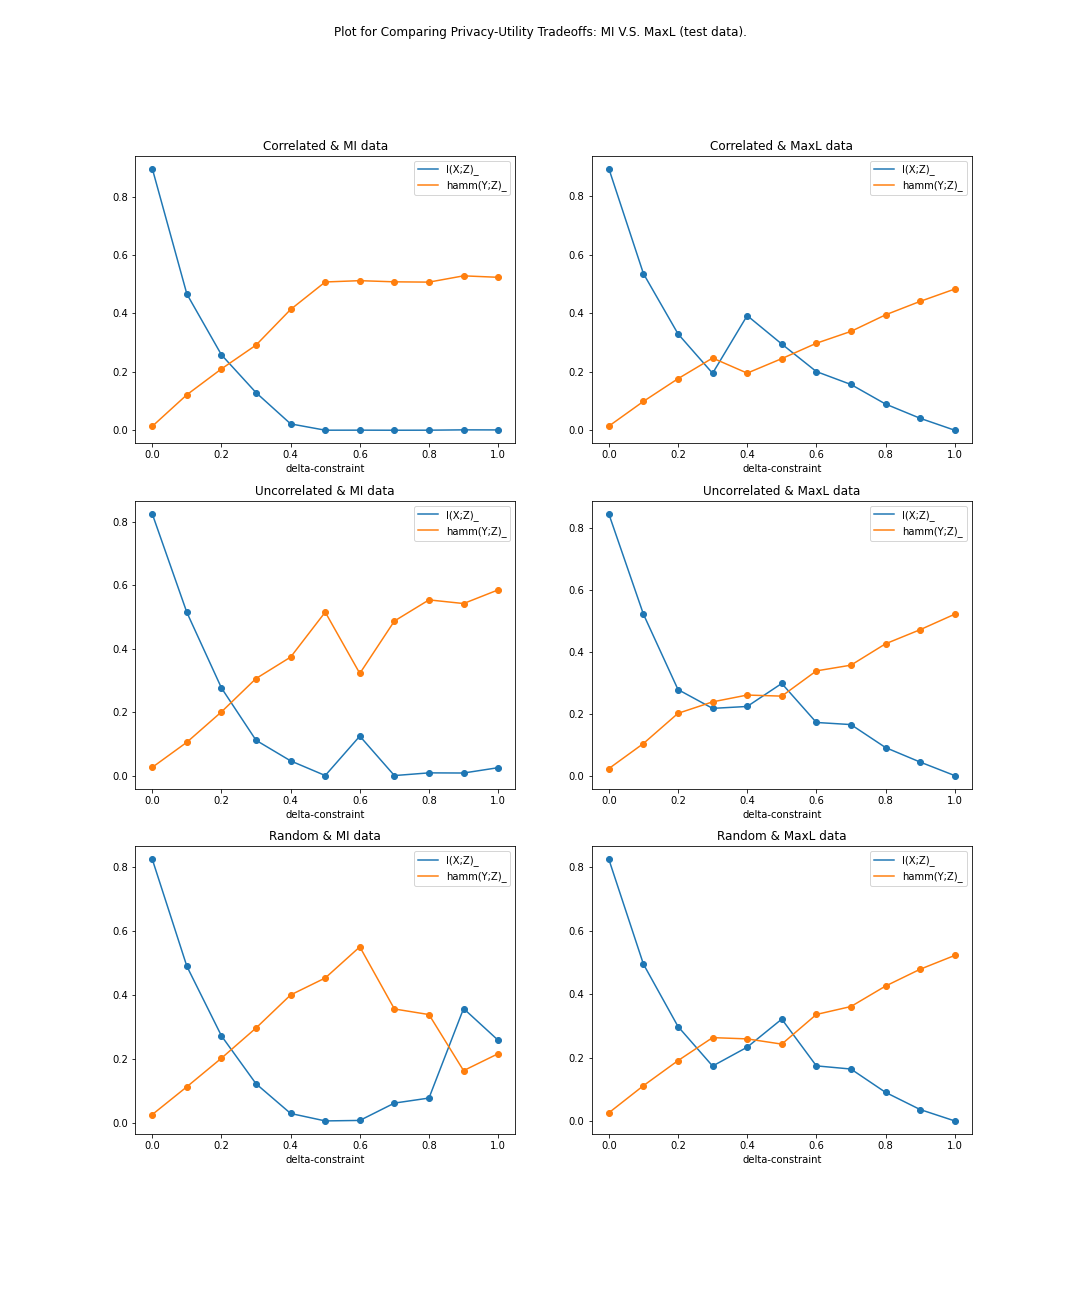 Plot for Comparing Privacy-Utility Tradeoffs: MI V.S. MaxL (test data).
Correlated & MI data
I(X;Z)_
hamm(Y;Z)_
0.8
0.6
0.4
0.2
0.0
0.0 0.2 0.4 0.6 0.8 1.0
delta-constraint
Correlated & MaxL data
I(X;Z)_
hamm(Y;Z)_
0.8
0.6
0.4
0.2
0.0
0.0 0.2 0.4 0.6 0.8 1.0
delta-constraint
Uncorrelated & MI data
I(X;Z)_
hamm(Y;Z)_
0.8
0.6
0.4
0.2
0.0
0.0 0.2 0.4 0.6 0.8 1.0
delta-constraint
Uncorrelated & MaxL data
I(X;Z)_
hamm(Y;Z)_
0.8
0.6
0.4
0.2
0.0
0.0 0.2 0.4 0.6 0.8 1.0
delta-constraint
Random & MI data
I(X;Z)_
hamm(Y;Z)_
0.8
0.6
0.4
0.2
0.0
0.0 0.2 0.4 0.6 0.8 1.0
delta-constraint
Random & MaxL data
I(X;Z)_
hamm(Y;Z)_
0.8
0.6
0.4
0.2
0.0
0.0 0.2 0.4 0.6 0.8 1.0
delta-constraint